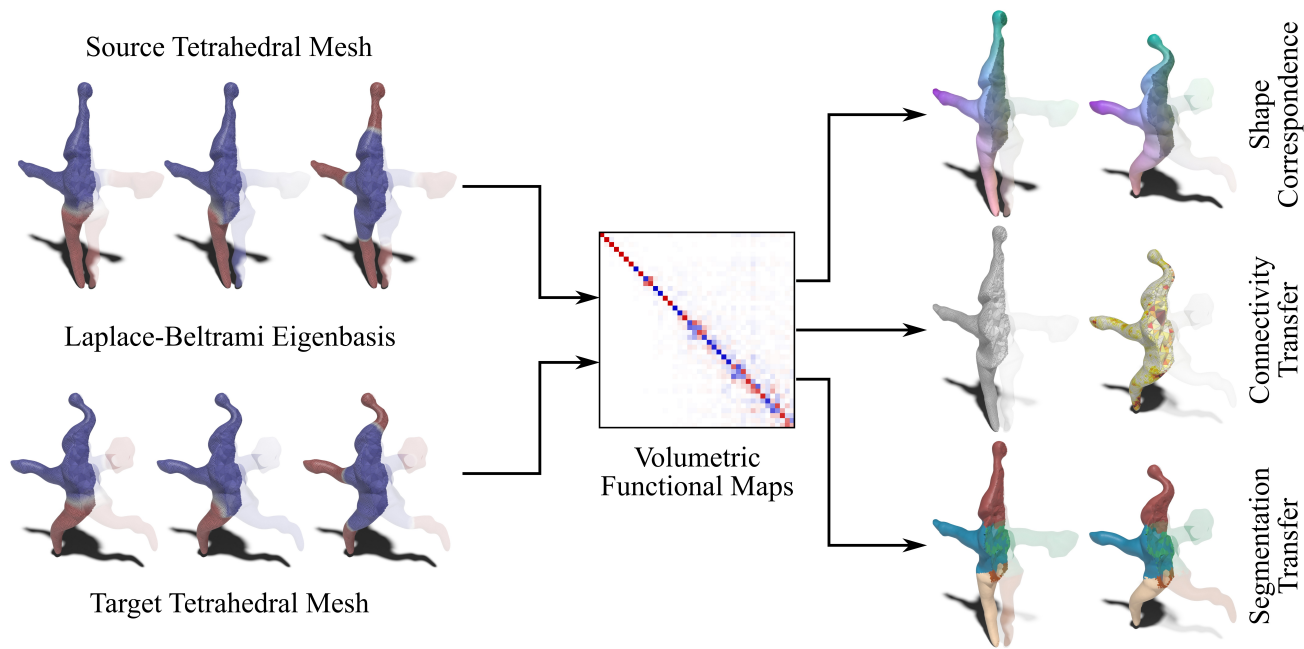 Source Tetrahedral Mesh
Laplace-Beltrami Eigenbasis
Target Tetrahedral Mesh
Volumetric
Functional Maps
Shape
Correspondence
Connectivity
Transfer
Segmentation
Transfer